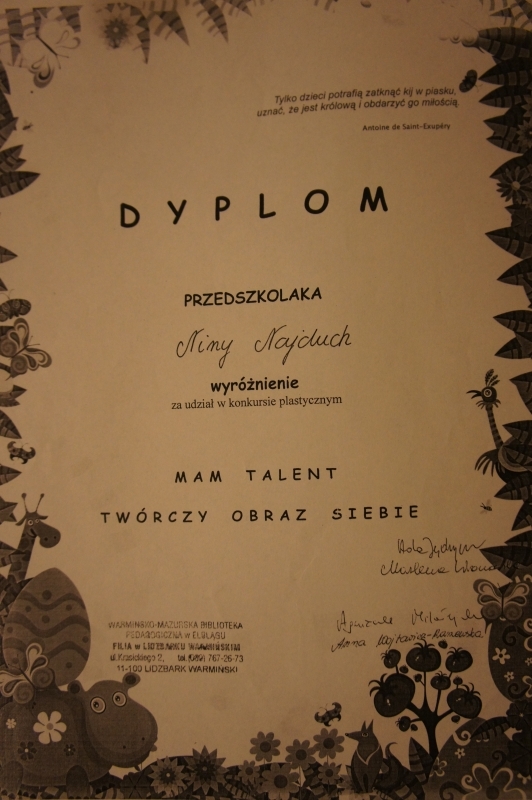 Tylko dzieci potrafią zatknąć kij w piasku,
uznać, że jest królową i obdarzyć go miłością.
Antoine de Saint-Exupéry
DYPLOM
PRZEDSZKOLAKA
Niny Najduch
wyróżnienie
za udział w konkursie plastycznym
MAM TALENT
TWÓRCZY OBRAZ SIEBIE
Marlena
Agnieszka
Anna
WARMIŃSKO-MAZURSKA BIBLIOTEKA
PEDAGOGICZNA w ELBLĄGU
FILIA w LIDZBARKU WARMIŃSKIM
ul. Krasickiego 2, tel. (089) 767-26-73
11-100 LIDZBARK WARMIŃSKI